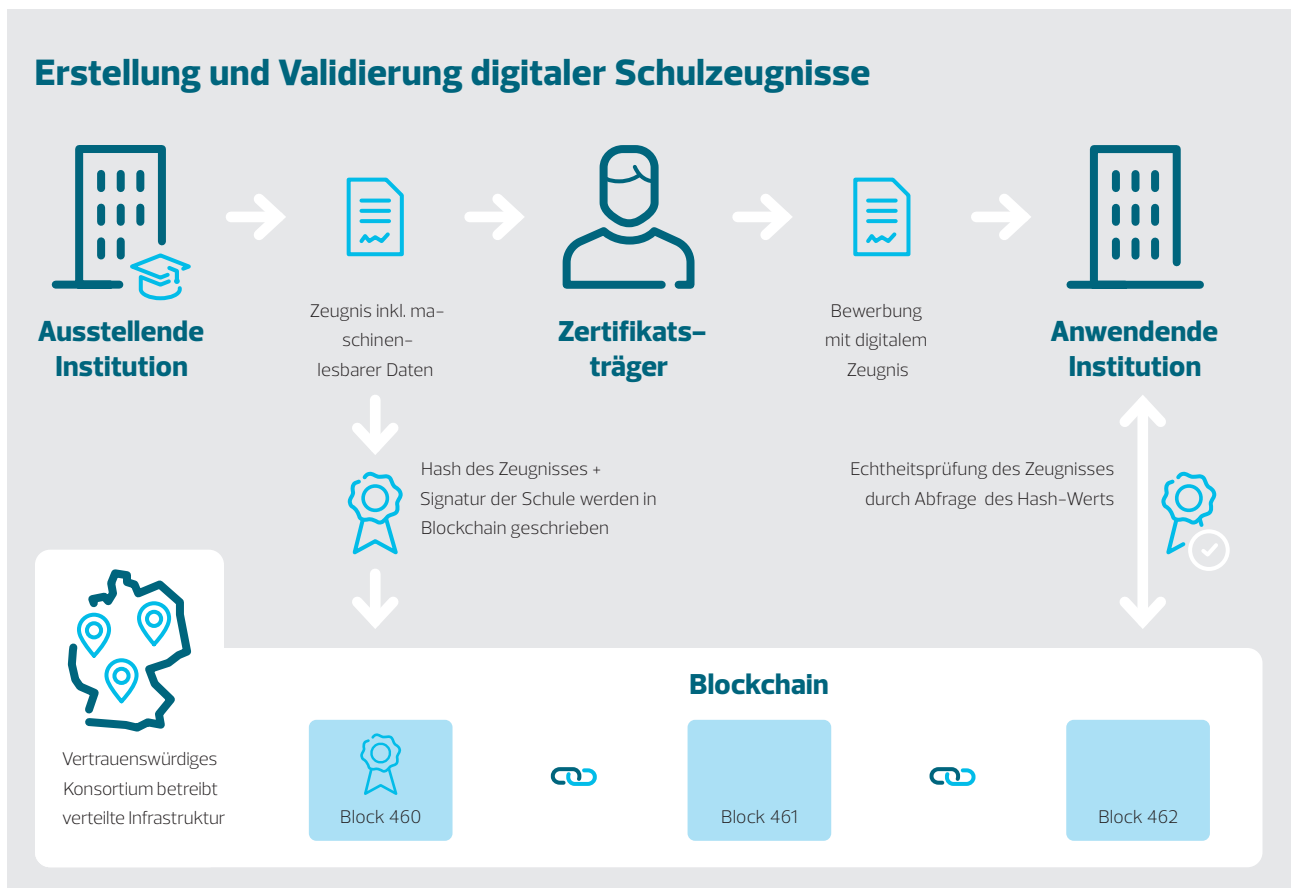 Erstellung und Validierung digitaler Schulzeugnisse
Ausstellende
Institution
Zeugnis inkl. ma-
schinen-
lesbarer Daten
Zertifikats-
träger
Bewerbung
mit digitalem
Zeugnis
Anwendende
Institution
Hash des Zeugnisses +
Signatur der Schule werden in
Blockchain geschrieben
Echtheitsprüfung des Zeugnisses
durch Abfrage des Hash-Werts
Vertrauenswürdiges
Konsortium betreibt
verteilte Infrastruktur
Blockchain
Block 460
Block 461
Block 462